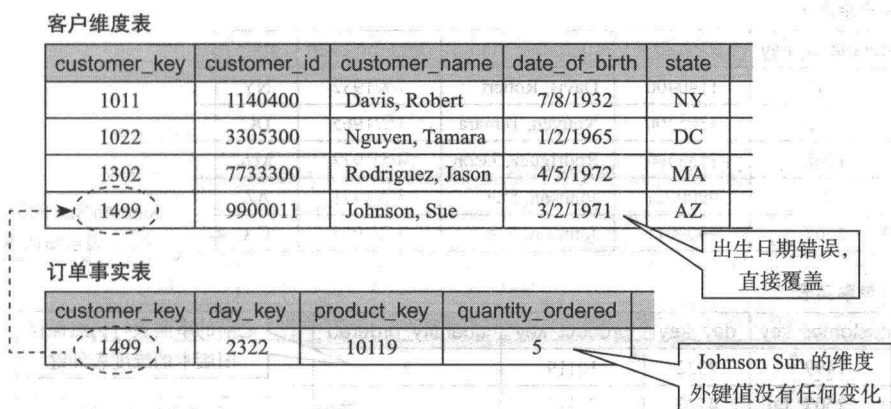 客户维度表
customer_key customer_id customer_name date_of_birth state
1011 1140400 Davis, Robert 7/8/1932 NY
1022 3305300 Nguyen, Tamara 1/2/1965 DC
1302 7733300 Rodriguez, Jason 4/5/1972 MA
1499 9900011 Johnson, Sue 3/2/1971 AZ
出生日期错误，
直接覆盖
订单事实表
customer_key day_key product_key quantity_ordered
1499 2322 10119 5
Johnson Sun 的维度
外键值没有任何变化